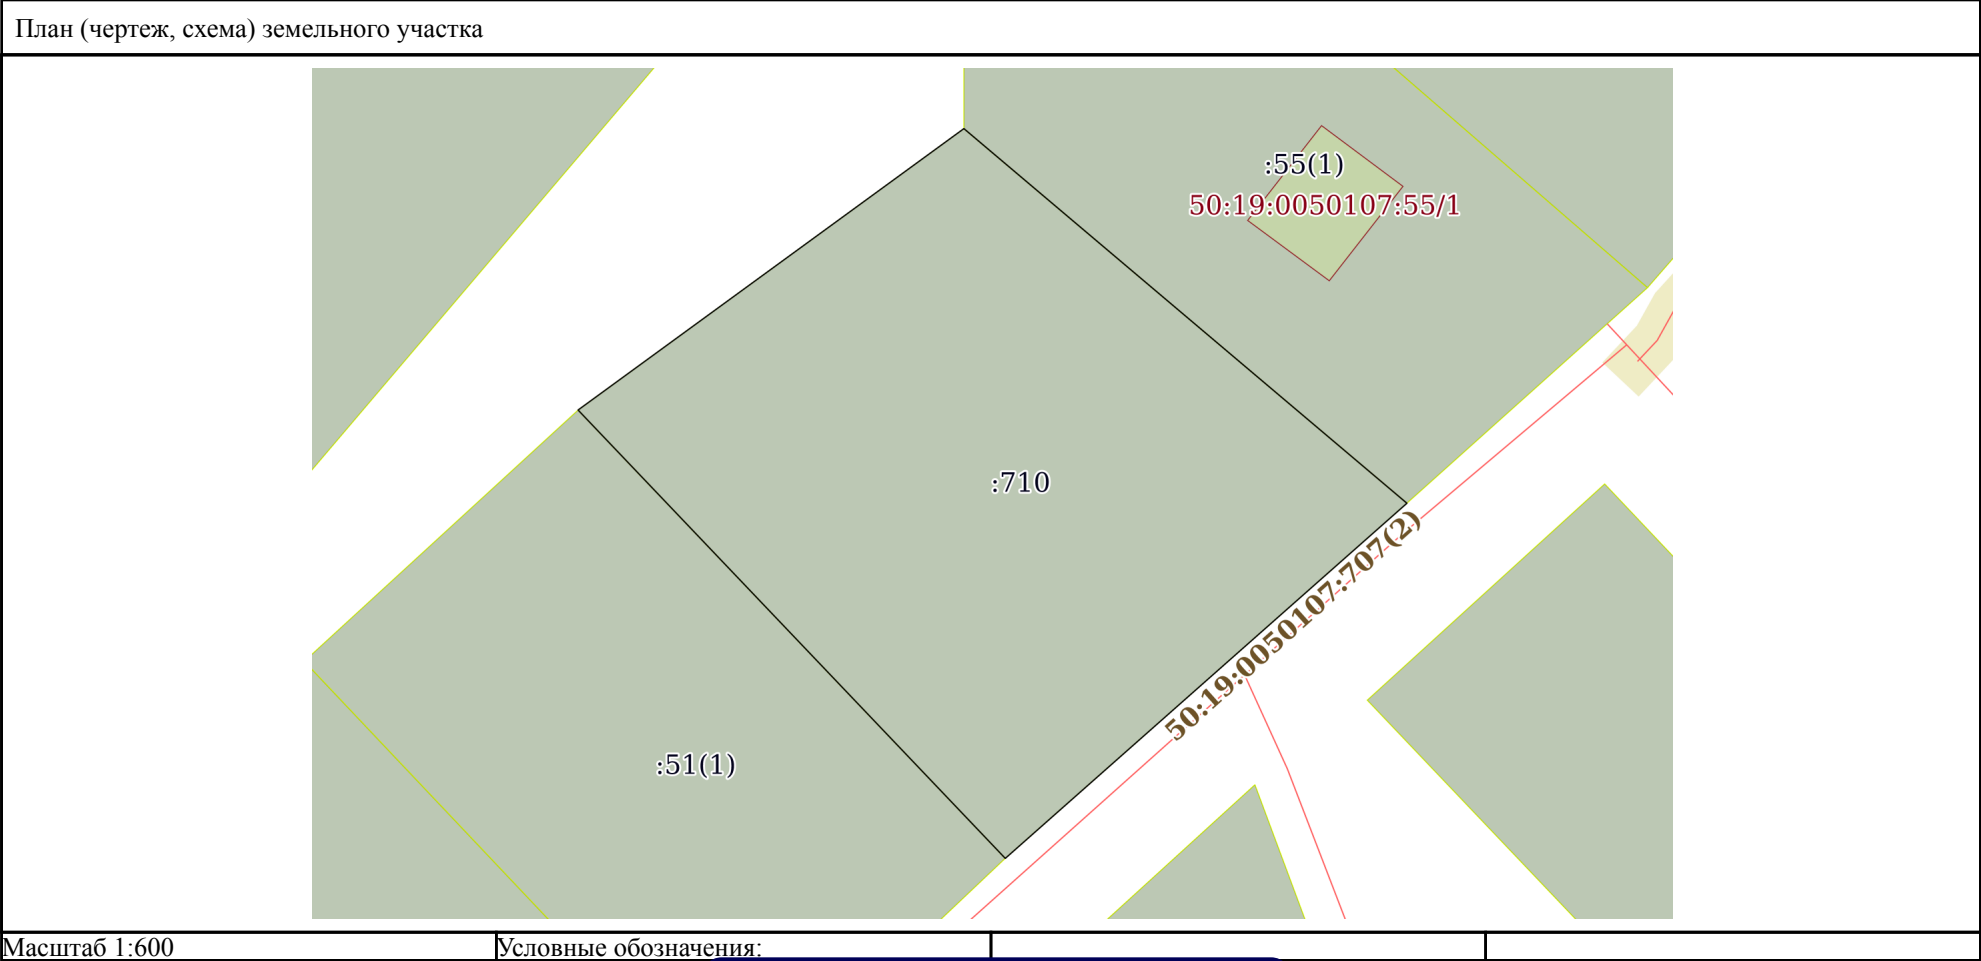 План (чертеж, схема) земельного участка
:55(1)
50:19:0050107:55/1
:710
50:19:0050107:707(2)
:51(1)
Масштаб 1:600
Условные обозначения: